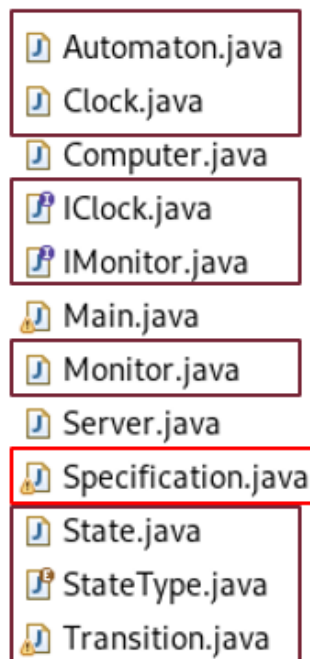 Automaton.java
Clock.java
Computer.java
IClock.java
IMonitor.java
Main.java
Monitor.java
Server.java
Specification.java
State.java
StateType.java
Transition.java